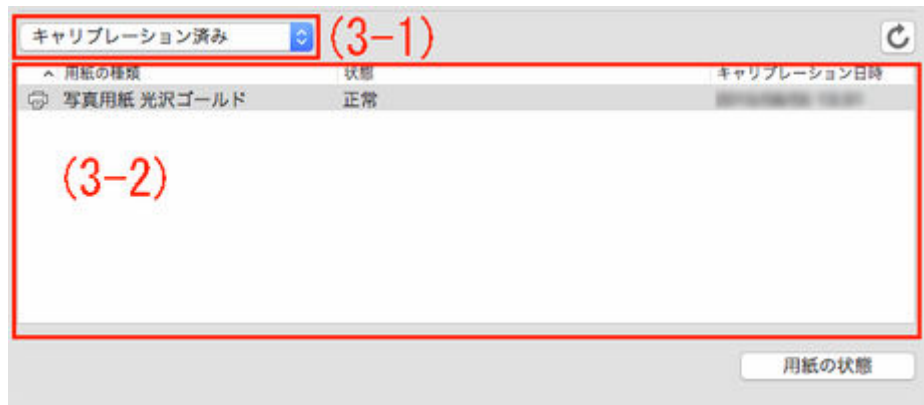 キャリブレーション済み (3-1)
用紙の種類 状態 キャリブレーション日時
写真用紙 光沢ゴールド 正常
(3-2)
用紙の状態